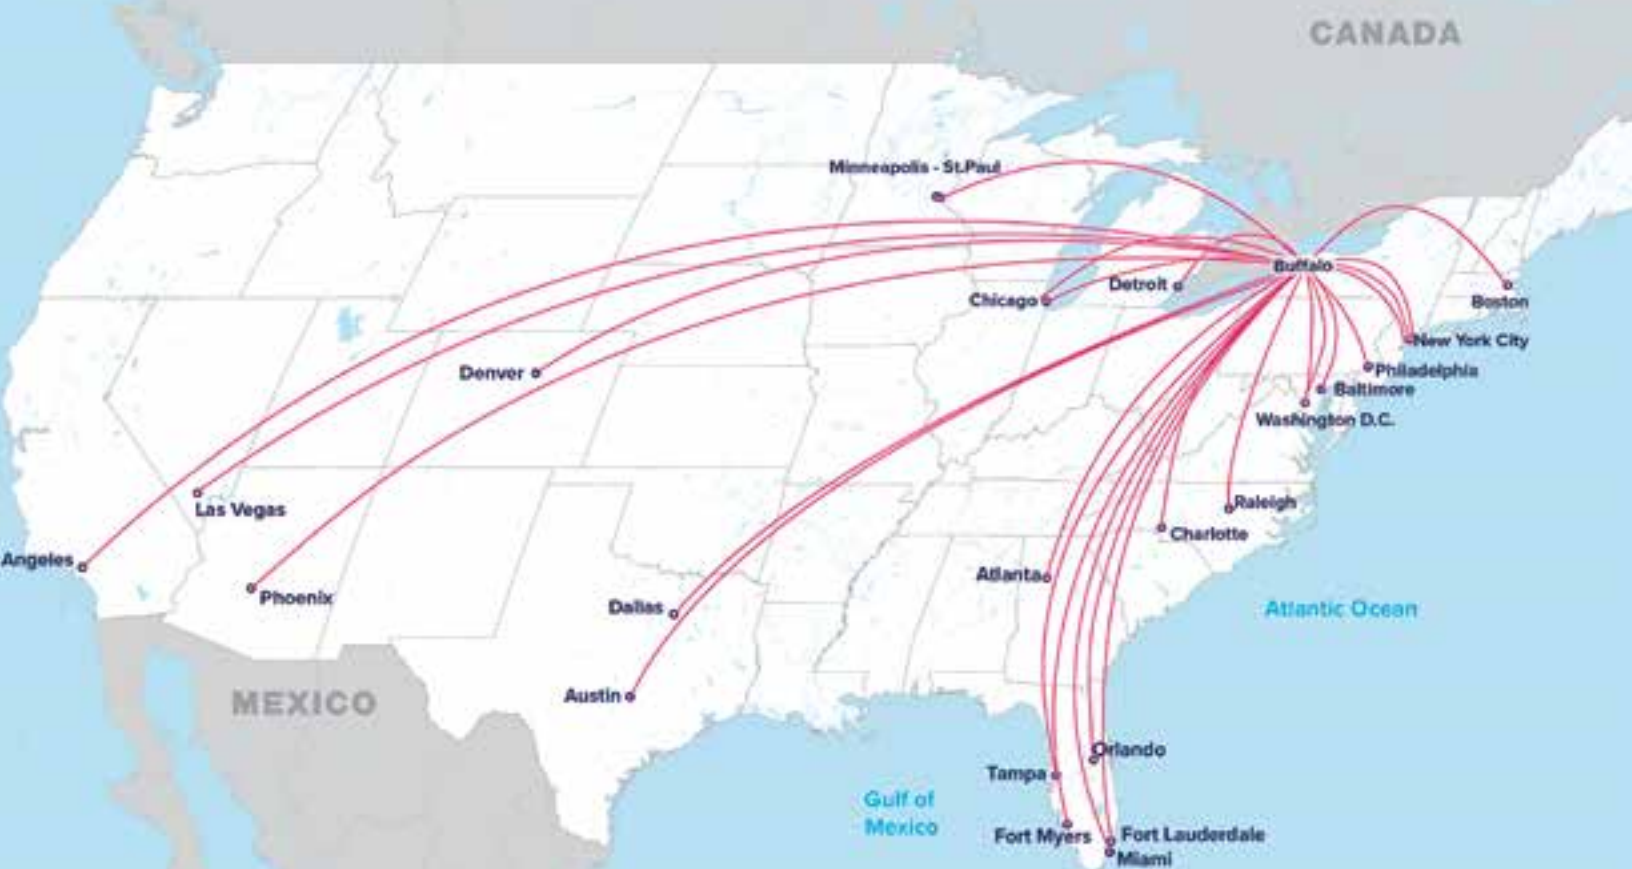 CANADA
Minneapolis - St.Paul
Buffalo
Detroit
Chicago
Boston
New York City
Denver
Philadelphia
Baltimore
Washington D.C.
Las Vegas
Raleigh
Charlotte
Angeles
Atlanta
Phoenix
Dallas
Atlantic Ocean
MEXICO
Austin
Orlando
Tampa
Gulf of
Mexico
Fort Myers
Fort Lauderdale
Miami